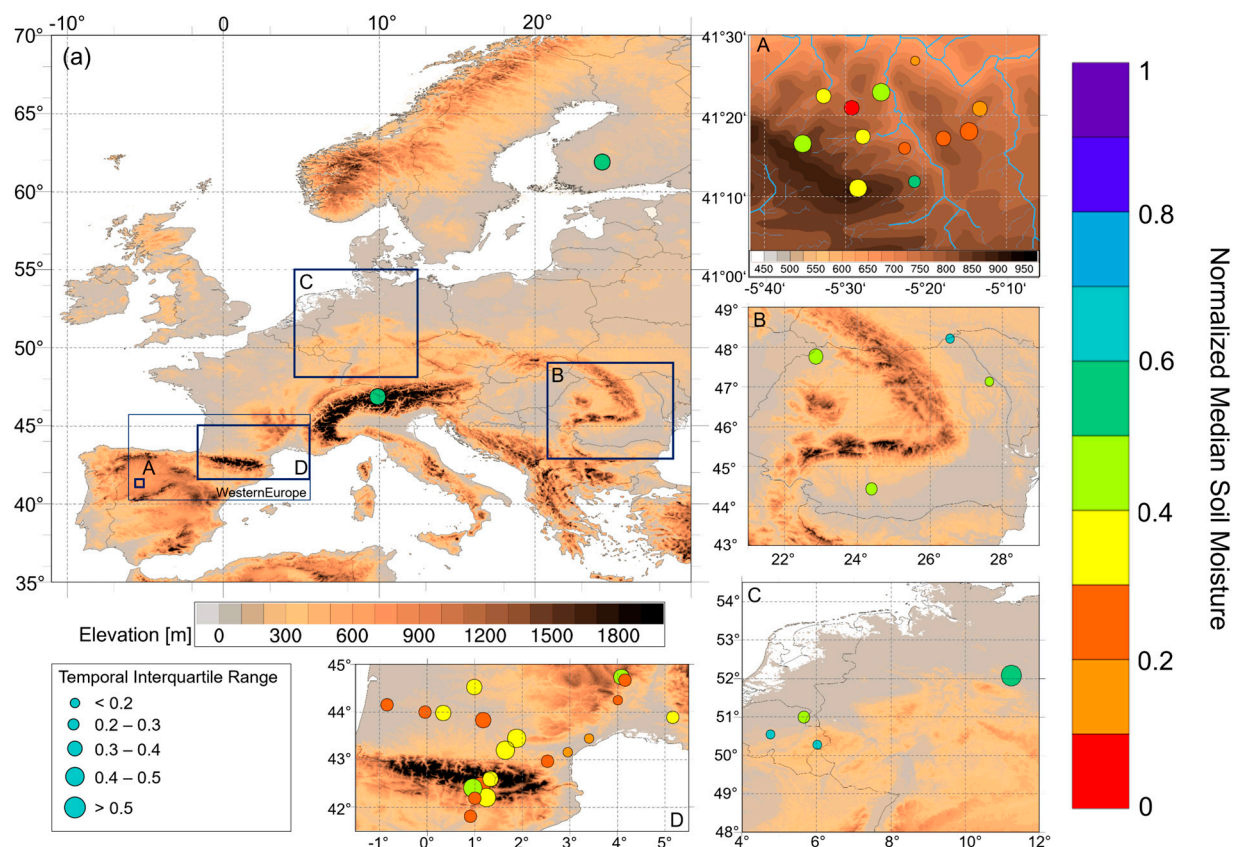 -10° 0° 10° 20°
70°
(a)
65°
60°
55°
C
50°
B
45°
D
A
WesternEurope
40°
35°
Elevation [m]
0 300 600 900 1200 1500 1800
Temporal Interquartile Range
< 0.2
0.2 – 0.3
0.3 – 0.4
0.4 – 0.5
> 0.5
45°
44°
43°
42°
D
-1° 0° 1° 2° 3° 4° 5°
41°30'
A
41°20'
41°10'
41°00'
450 500 550 600 650 700 750 800 850 900 950
-5°40' -5°30' -5°20' -5°10'
49°
B
48°
47°
46°
45°
44°
43°
22° 24° 26° 28°
54°
C
53°
52°
51°
50°
49°
48°
4° 6° 8° 10° 12°
1
0.8
0.6
0.4
0.2
0
Normalized Median Soil Moisture